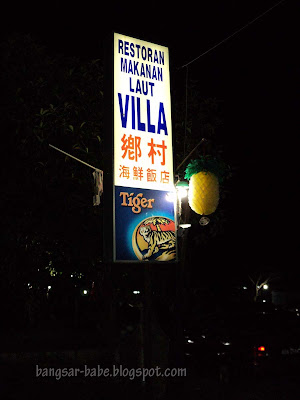 RESTORAN
MAKANAN
LAUT
VILLA
鄉村
海鮮飯店
Tiger
bangsar-babe.blogspot.com